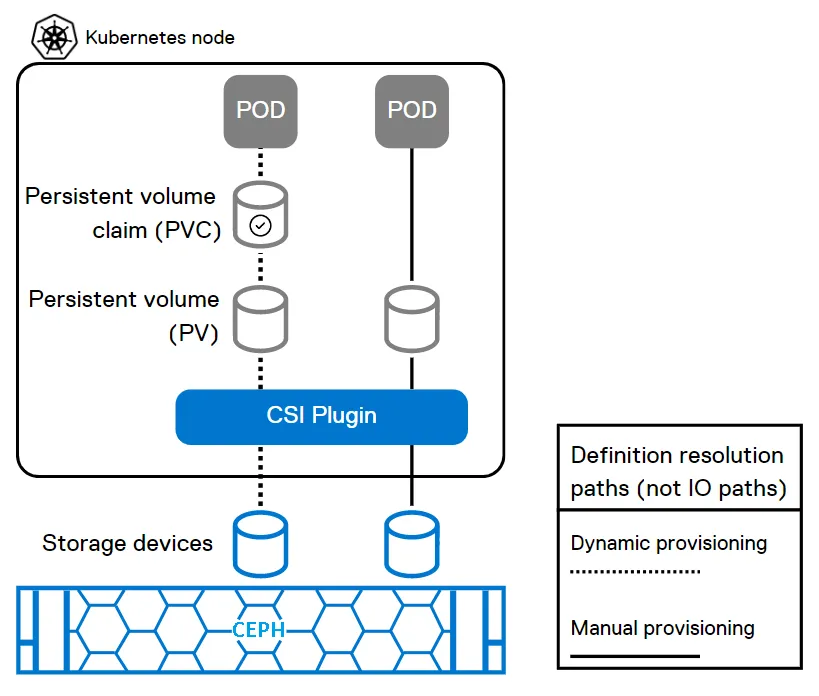 Kubernetes node
POD
POD
Persistent volume
claim (PVC)
Persistent volume
(PV)
CSI Plugin
Storage devices
CEPH
Definition resolution
paths (not IO paths)
Dynamic provisioning
Manual provisioning